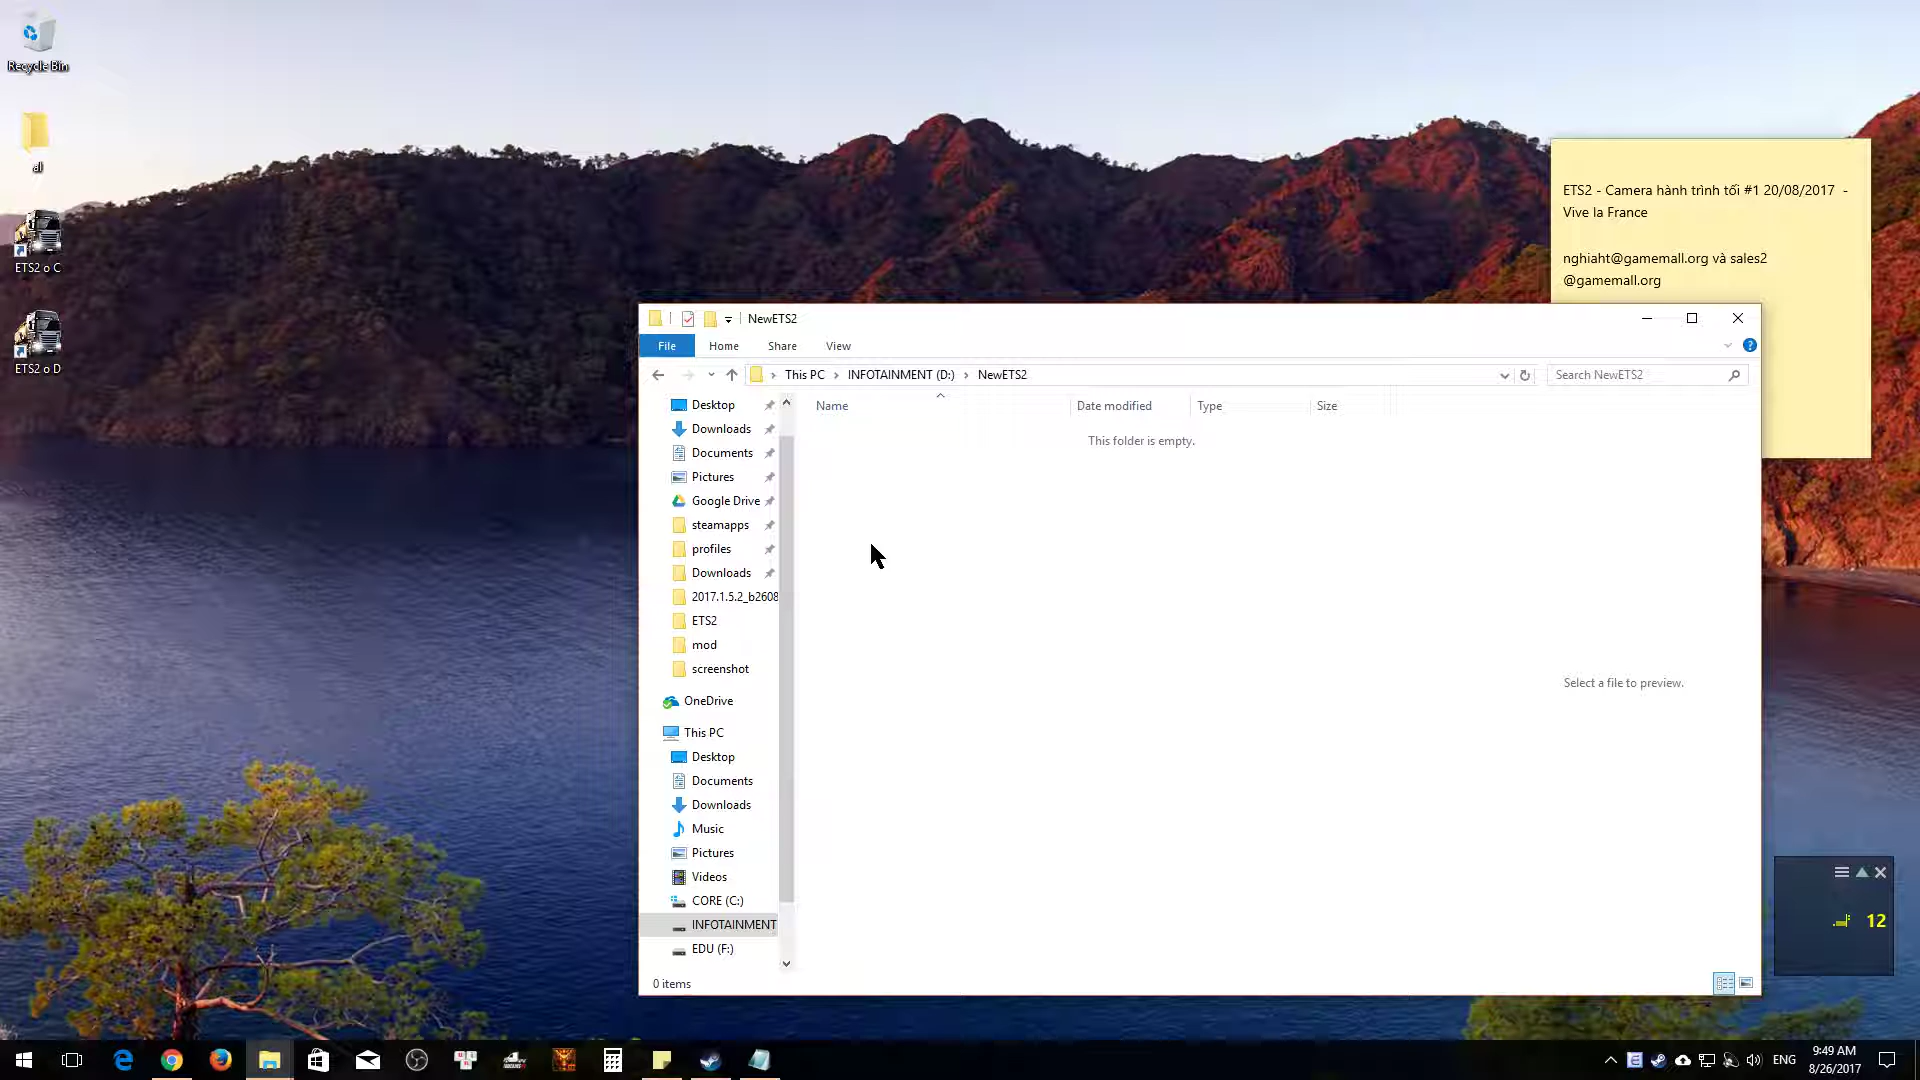 Recycle Bin
al
ETS2 o C
ETS2 o D
ETS2 - Camera hành trình tối #1 20/08/2017 -
Vive la France
nghiaht@gamemall.org và sales2
@gamemall.org
NewETS2
File Home Share View
This PC INFOTAINMENT (D:) NewETS2
Search NewETS2
Name Date modified Type Size
This folder is empty.
Select a file to preview.
Desktop
Downloads
Documents
Pictures
Google Drive
steamapps
profiles
Downloads
2017.1.5.2_b2608
ETS2
mod
screenshot
OneDrive
This PC
Desktop
Documents
Downloads
Music
Pictures
Videos
CORE (C:)
INFOTAINMENT
EDU (F:)
0 items
12
ENG
9:49 AM
8/26/2017